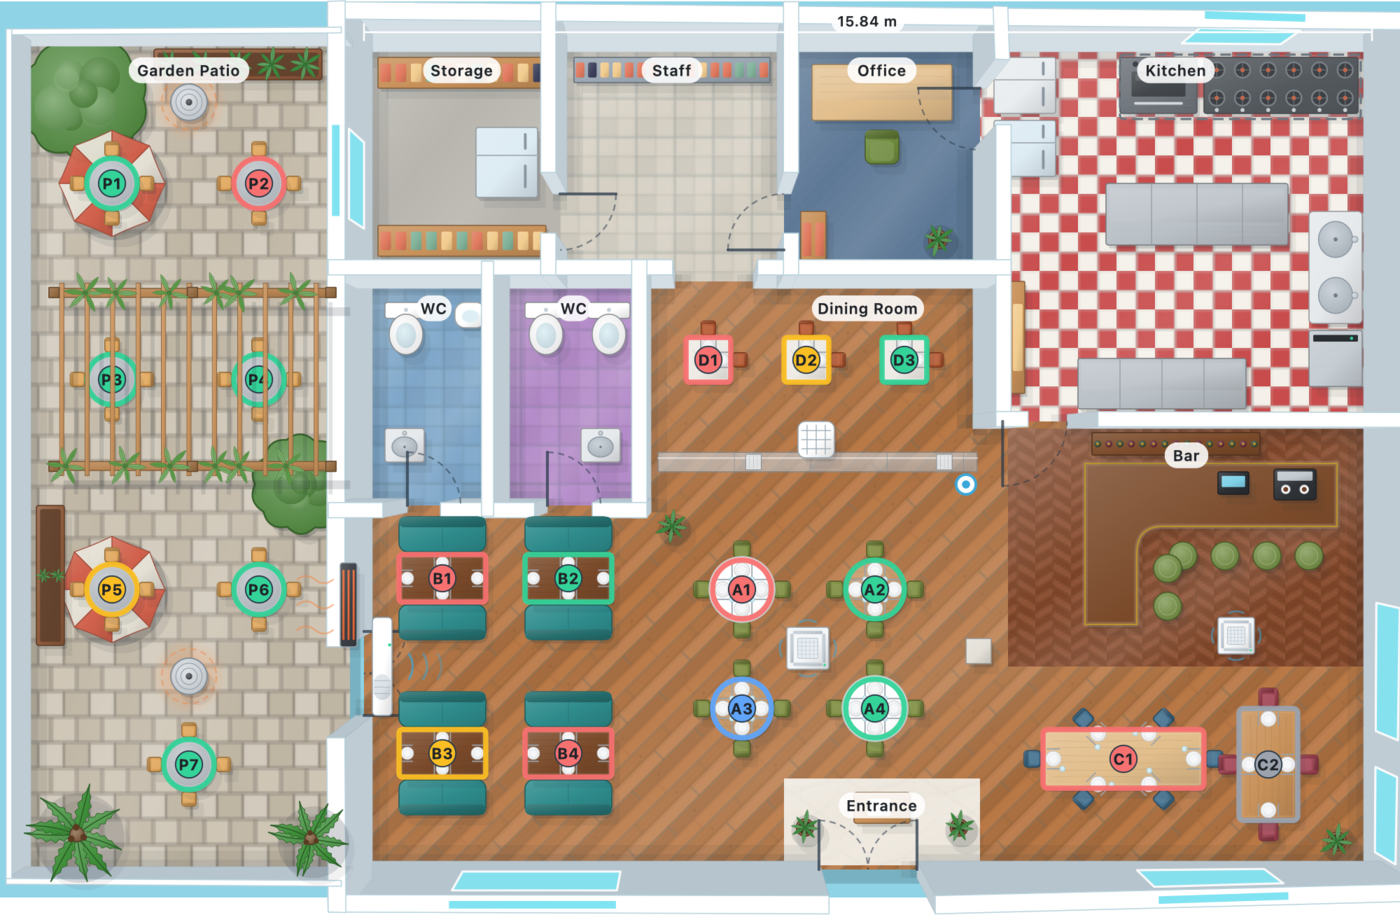 15.84 m
Garden Patio
Storage
Staff
Office
Kitchen
P1
P2
WC
WC
Dining Room
D1
D2
D3
P3
P4
Bar
P5
P6
B1
B2
A1
A2
A3
A4
B3
B4
P7
C1
C2
Entrance